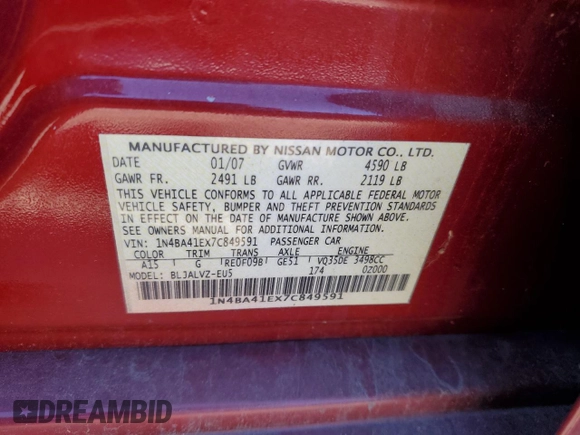 MANUFACTURED BY NISSAN MOTOR CO., LTD.
DATE 01/07 GVWR 4590 LB
GAWR FR. 2491 LB GAWR RR. 2119 LB
THIS VEHICLE CONFORMS TO ALL APPLICABLE FEDERAL MOTOR
VEHICLE SAFETY, BUMPER AND THEFT PREVENTION STANDARDS
IN EFFECT ON THE DATE OF MANUFACTURE SHOWN ABOVE.
SEE OWNERS MANUAL FOR ADDITIONAL INFORMATION.
VIN: 1N4BA41EX7C849591 PASSENGER CAR
COLOR TRIM TRANS AXLE ENGINE
A15 G RE0F09B GE51 VQ35DE 3498CC
MODEL: BLJALVZ-EU5 174 0Z000
1N4BA41EX7C849591
DREAMBID